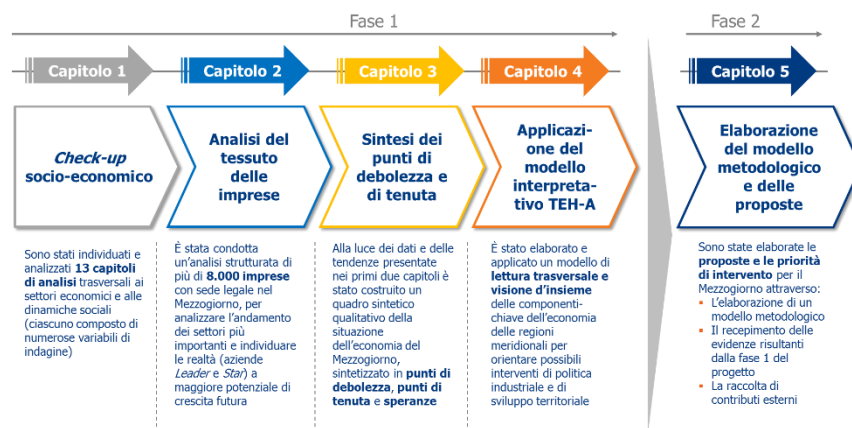 Fase 1
Fase 2
Capitolo 1
Capitolo 2
Capitolo 3
Capitolo 4
Capitolo 5
Check-up
socio-economico
Analisi del
tessuto
delle
imprese
Sintesi dei
punti di
debolezza e
di tenuta
Applicazi-
one del
modello
interpreta-
tivo TEH-A
Elaborazione
del modello
metodologico
e delle
proposte
Sono stati individuati e
analizzati 13 capitoli
di analisi trasversali ai
settori economici e alle
dinamiche sociali
(ciascuno composto di
numerose variabili di
indagine)
È stata condotta
un'analisi strutturata di
più di 8.000 imprese
con sede legale nel
Mezzogiorno, per
analizzare l'andamento
dei settori più
importanti e individuare
le realtà (aziende
Leader e Star) a
maggiore potenziale di
crescita futura
Alla luce dei dati e delle
tendenze presentate
nei primi due capitoli è
stato costruito un
quadro sintetico
qualitativo della
situazione
dell'economia del
Mezzogiorno,
sintetizzato in punti di
debolezza, punti di
tenuta e speranze
È stato elaborato e
applicato un modello di
lettura trasversale e
visione d'insieme
delle componenti-
chiave dell'economia
delle regioni
meridionali per
orientare possibili
interventi di politica
industriale e di
sviluppo territoriale
Sono state elaborate le
proposte e le priorità
di intervento per il
Mezzogiorno attraverso:
▪ L'elaborazione di un
modello metodologico
▪ Il recepimento delle
evidenze risultanti
dalla fase 1 del
progetto
▪ La raccolta di
contributi esterni